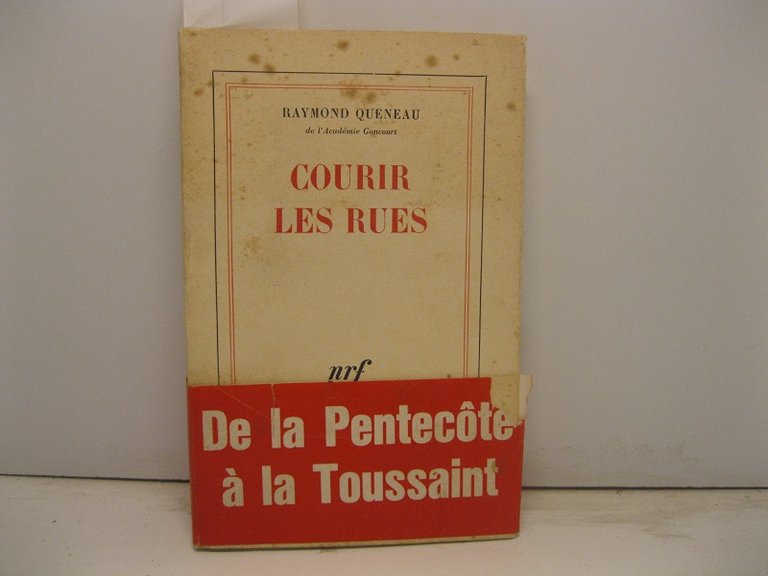 RAYMOND QUENEAU
de l'Académie Goncourt
COURIR
LES RUES
nrf
De la Pentecôte
à la Toussaint